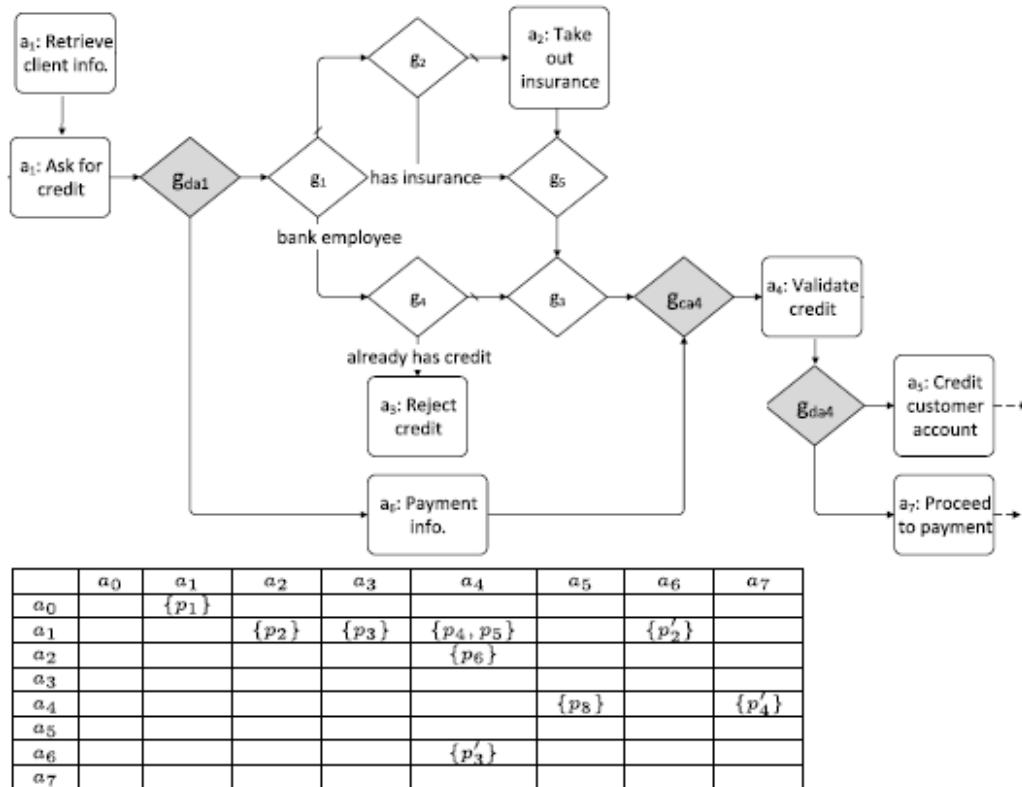 a₁: Retrieve
client info.
a₁: Ask for
credit
g_da1
g₁
g₂
a₂: Take
out
insurance
has insurance
g₅
bank employee
g₄
g₃
g_ca4
a₄: Validate
credit
already has credit
a₃: Reject
credit
g_da4
a₅: Credit
customer
account
a₆: Payment
info.
a₇: Proceed
to payment
a₀ a₁ a₂ a₃ a₄ a₅ a₆ a₇
a₀ {p₁}
a₁ {p₂} {p₃} {p₄, p₅} {p′₂}
a₂ {p₆}
a₃
a₄ {p₈} {p′₄}
a₅
a₆ {p′₃}
a₇